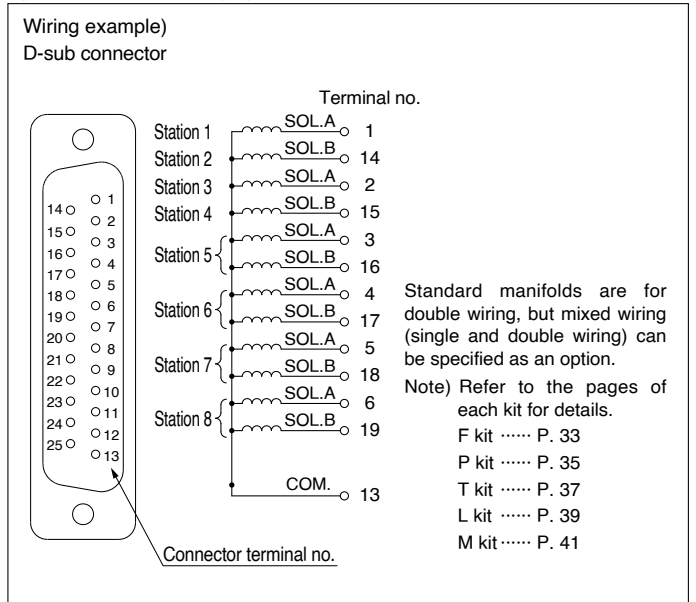 Wiring example)
D-sub connector
Terminal no.
Station 1 SOL.A 1
Station 2 SOL.B 14
Station 3 SOL.A 2
Station 4 SOL.B 15
Station 5 SOL.A 3
SOL.B 16
Station 6 SOL.A 4
SOL.B 17
Station 7 SOL.A 5
SOL.B 18
Station 8 SOL.A 6
SOL.B 19
COM. 13
14
15
16
17
18
19
20
21
22
23
24
25
1
2
3
4
5
6
7
8
9
10
11
12
13
Connector terminal no.
Standard manifolds are for
double wiring, but mixed wiring
(single and double wiring) can
be specified as an option.
Note) Refer to the pages of
each kit for details.
F kit ······ P. 33
P kit ······ P. 35
T kit ······ P. 37
L kit ······ P. 39
M kit ······ P. 41